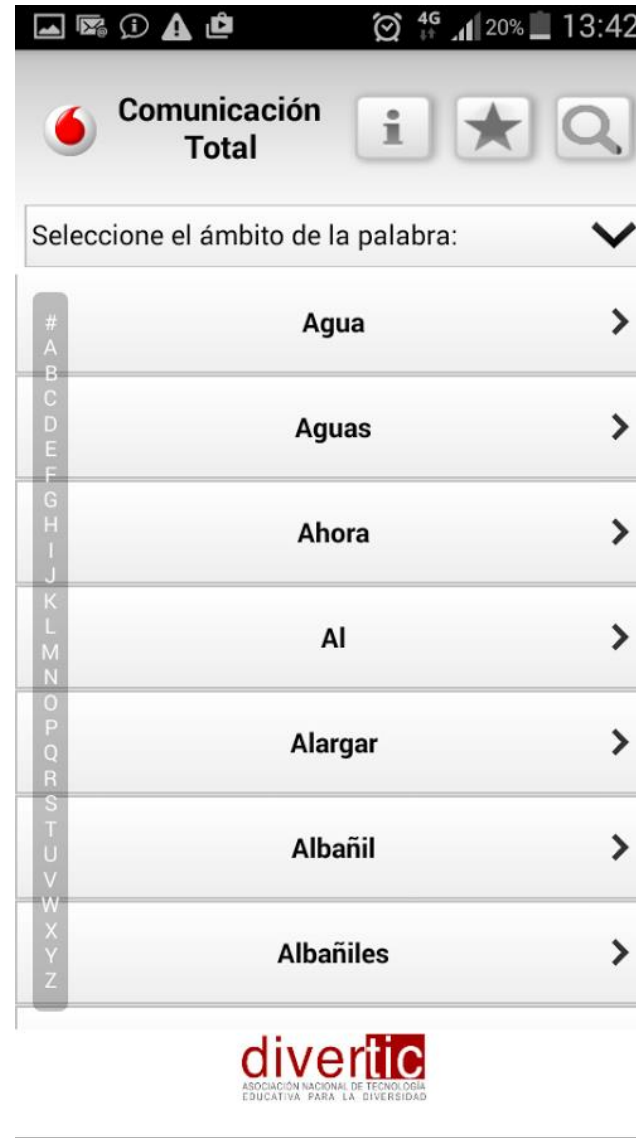 4G 20% 13:42
Comunicación
Total
i
Seleccione el ámbito de la palabra:
#
A
B
C
D
E
F
G
H
I
J
K
L
M
N
O
P
Q
R
S
T
U
V
W
X
Y
Z
Agua
Aguas
Ahora
Al
Alargar
Albañil
Albañiles
divertic
ASOCIACIÓN NACIONAL DE TECNOLOGÍA
EDUCATIVA PARA LA DIVERSIDAD